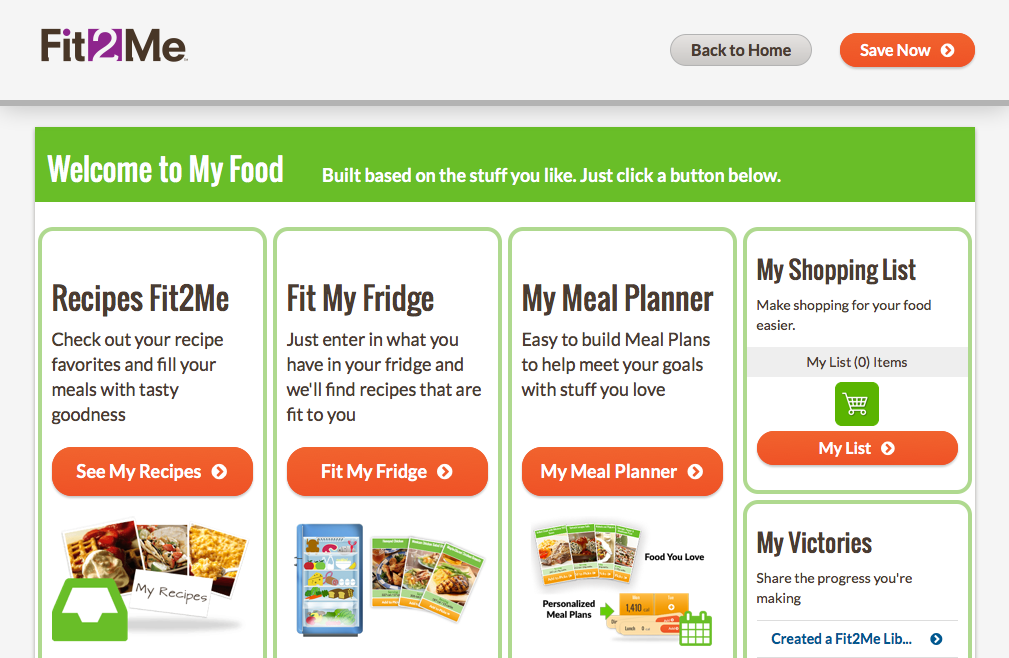 Fit2Me
Back to Home
Save Now
Welcome to My Food
Built based on the stuff you like. Just click a button below.
Recipes Fit2Me
Check out your recipe
favorites and fill your
meals with tasty
goodness
See My Recipes
My Recipes
Fit My Fridge
Just enter in what you
have in your fridge and
we'll find recipes that are
fit to you
Fit My Fridge
My Meal Planner
Easy to build Meal Plans
to help meet your goals
with stuff you love
My Meal Planner
Food You Love
Personalized
Meal Plans
1,410
Lunch
My Shopping List
Make shopping for your food
easier.
My List (0) Items
My List
My Victories
Share the progress you're
making
Created a Fit2Me Lib...